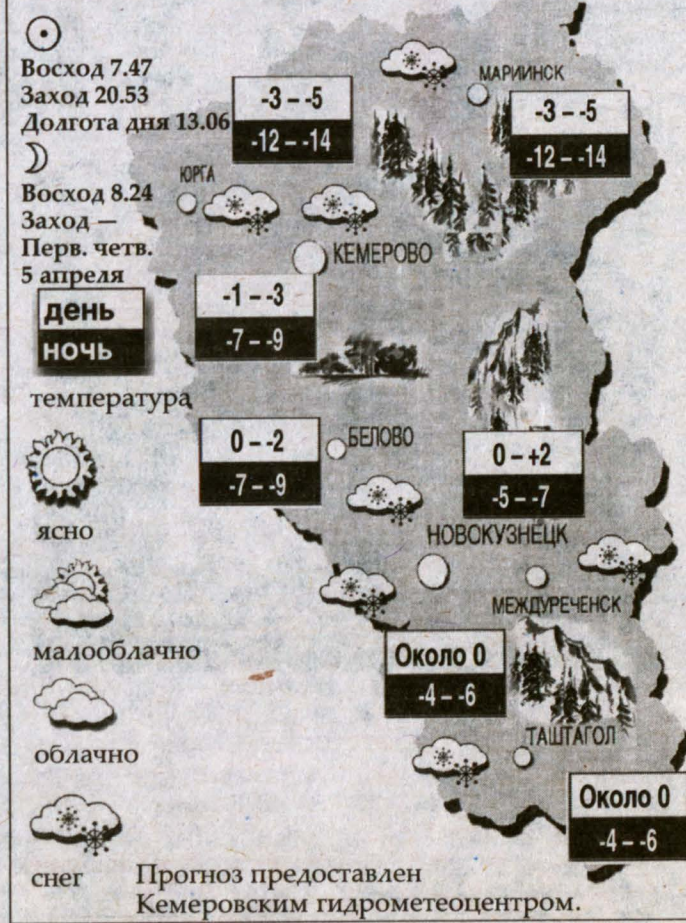 Восход 7.47
Заход 20.53
Долгота дня 13.06
Восход 8.24
Заход —
Перв. четв.
5 апреля
день
ночь
температура
ясно
малооблачно
облачно
снег
МАРИИНСК
-3 – -5
-12 – -14
-3 – -5
-12 – -14
ЮРГА
КЕМЕРОВО
-1 – -3
-7 – -9
БЕЛОВО
0 – -2
-7 – -9
0 – +2
-5 – -7
НОВОКУЗНЕЦК
МЕЖДУРЕЧЕНСК
Около 0
-4 – -6
ТАШТАГОЛ
Около 0
-4 – -6
Прогноз предоставлен
Кемеровским гидрометеоцентром.